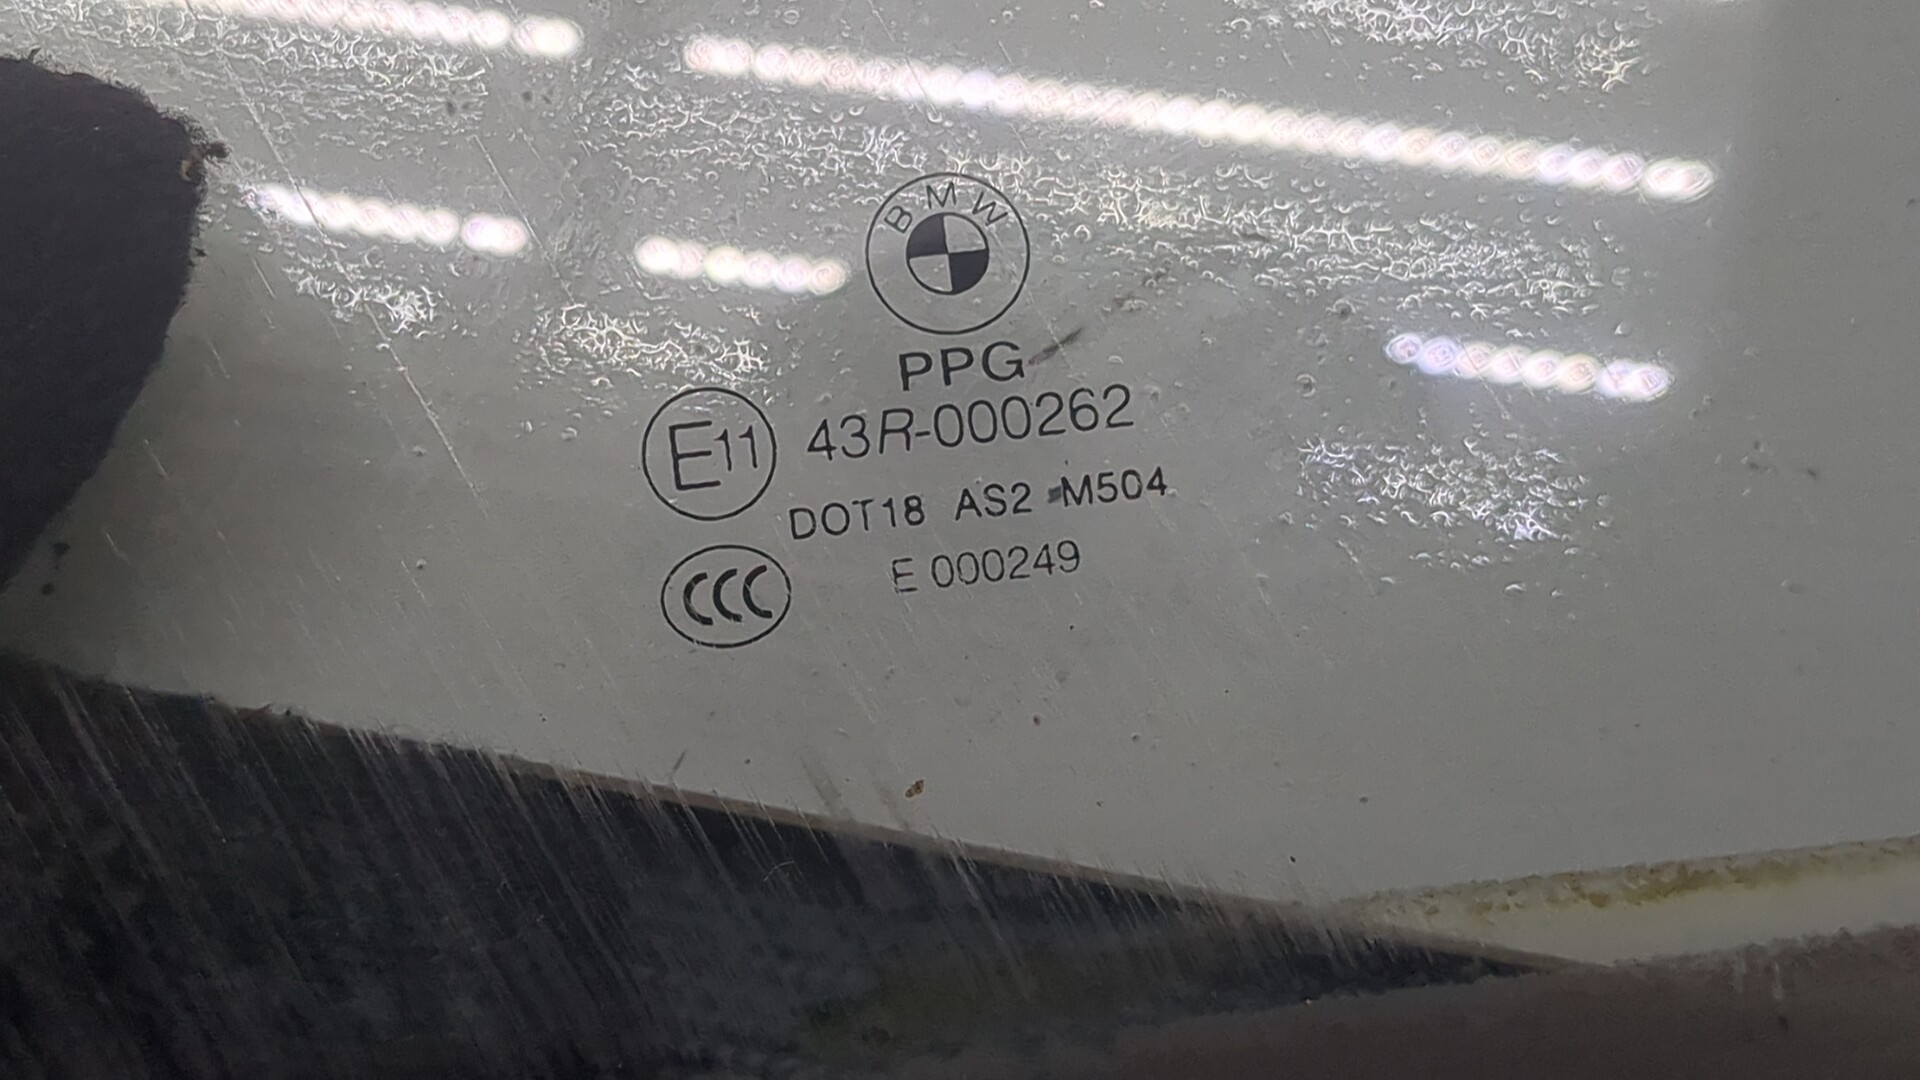 BMW
PPG
E11 43R-000262
DOT18 AS2 M504
CCC E 000249